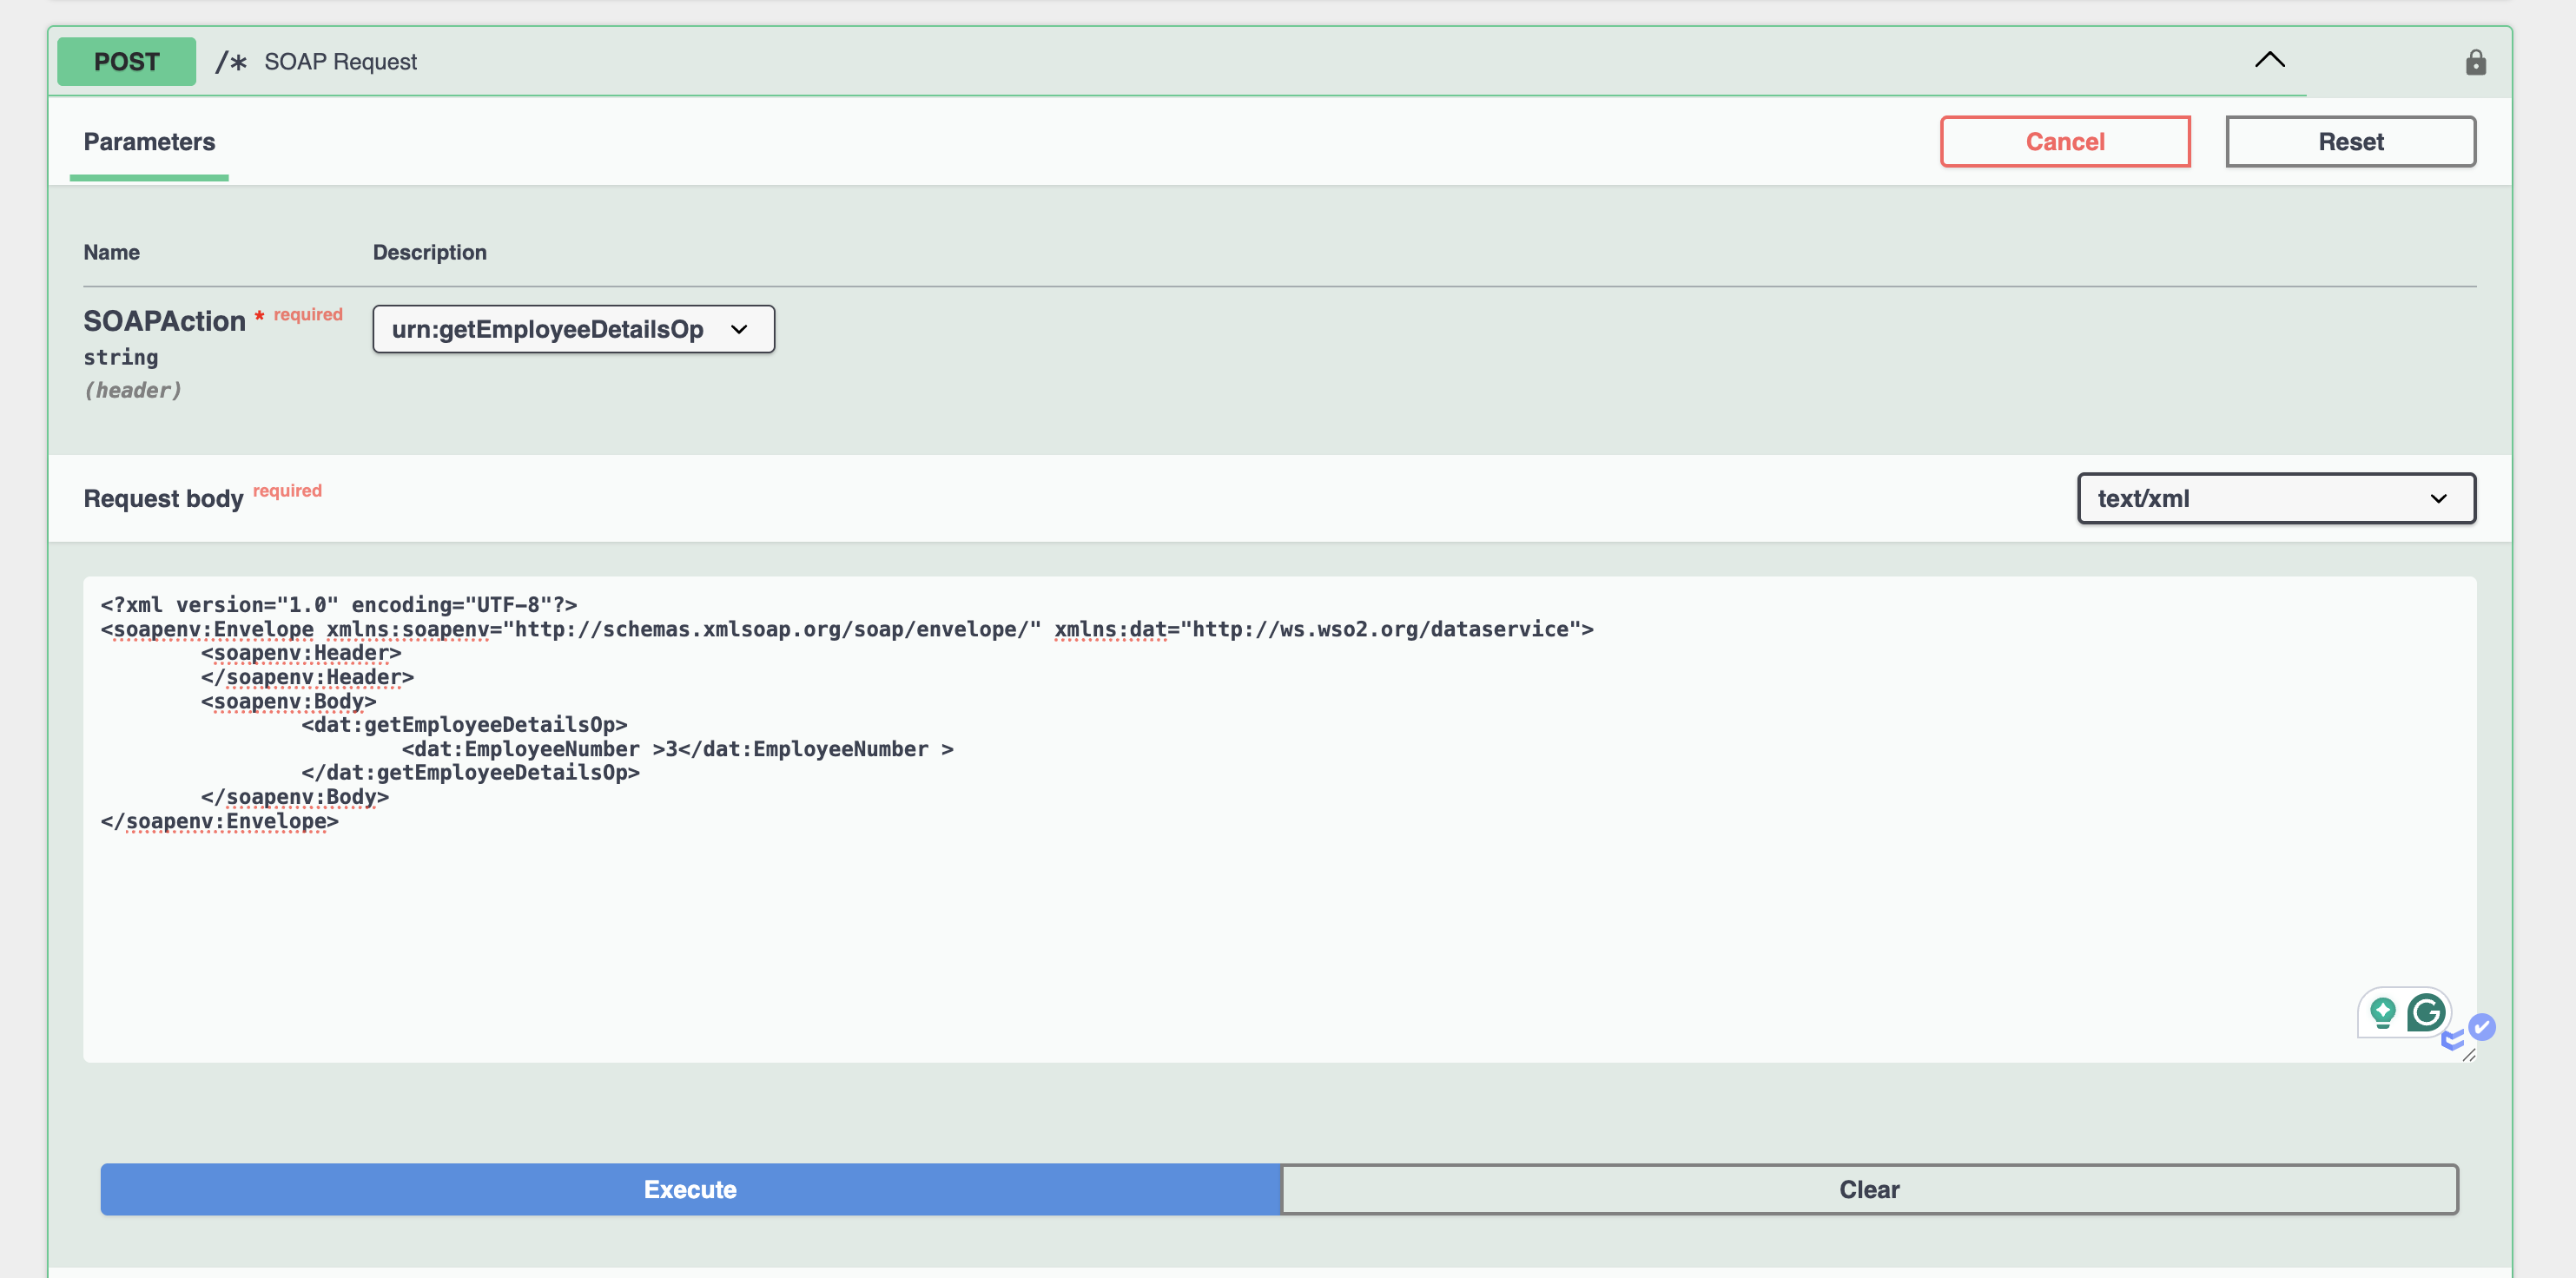 POST /* SOAP Request
Parameters
Cancel
Reset
Name Description
SOAPAction * required
urn:getEmployeeDetailsOp
string
(header)
Request body required
text/xml
<?xml version="1.0" encoding="UTF-8"?>
<soapenv:Envelope xmlns:soapenv="http://schemas.xmlsoap.org/soap/envelope/" xmlns:dat="http://ws.wso2.org/dataservice">
<soapenv:Header>
</soapenv:Header>
<soapenv:Body>
<dat:getEmployeeDetailsOp>
<dat:EmployeeNumber >3</dat:EmployeeNumber >
</dat:getEmployeeDetailsOp>
</soapenv:Body>
</soapenv:Envelope>
Execute
Clear